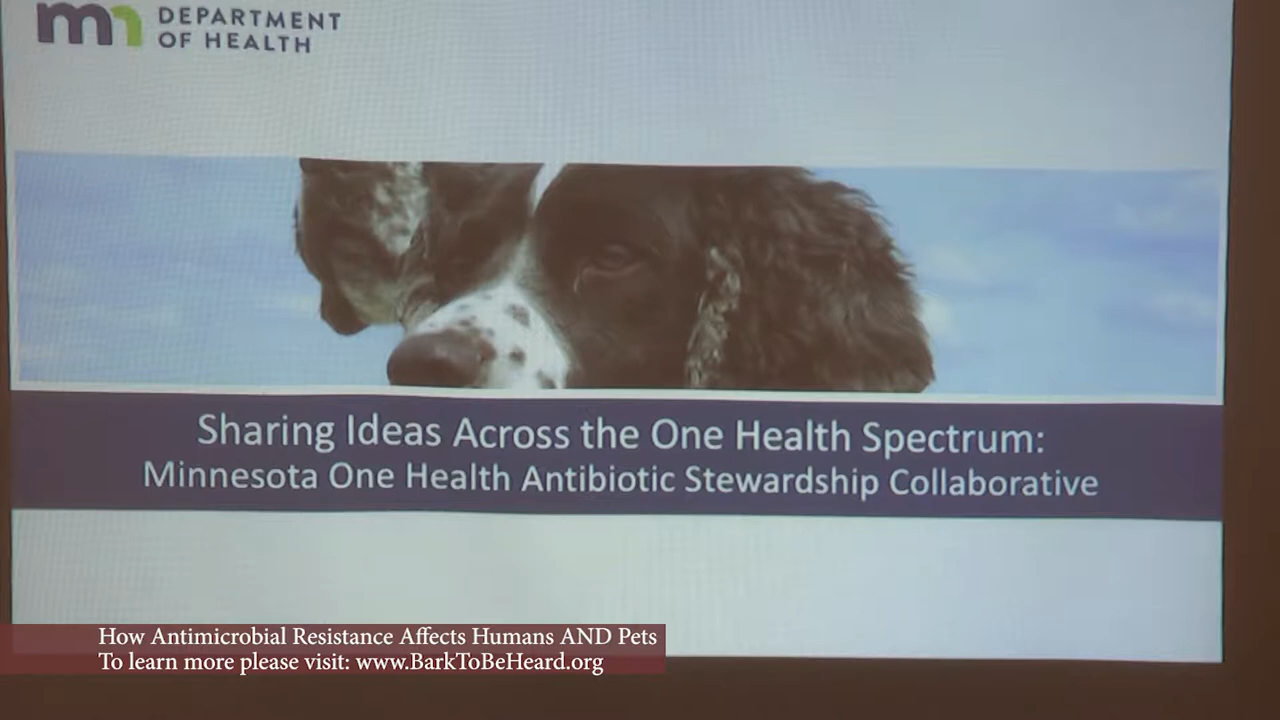 mn DEPARTMENT
OF HEALTH
Sharing Ideas Across the One Health Spectrum:
Minnesota One Health Antibiotic Stewardship Collaborative
How Antimicrobial Resistance Affects Humans AND Pets
To learn more please visit: www.BarkToBeHeard.org